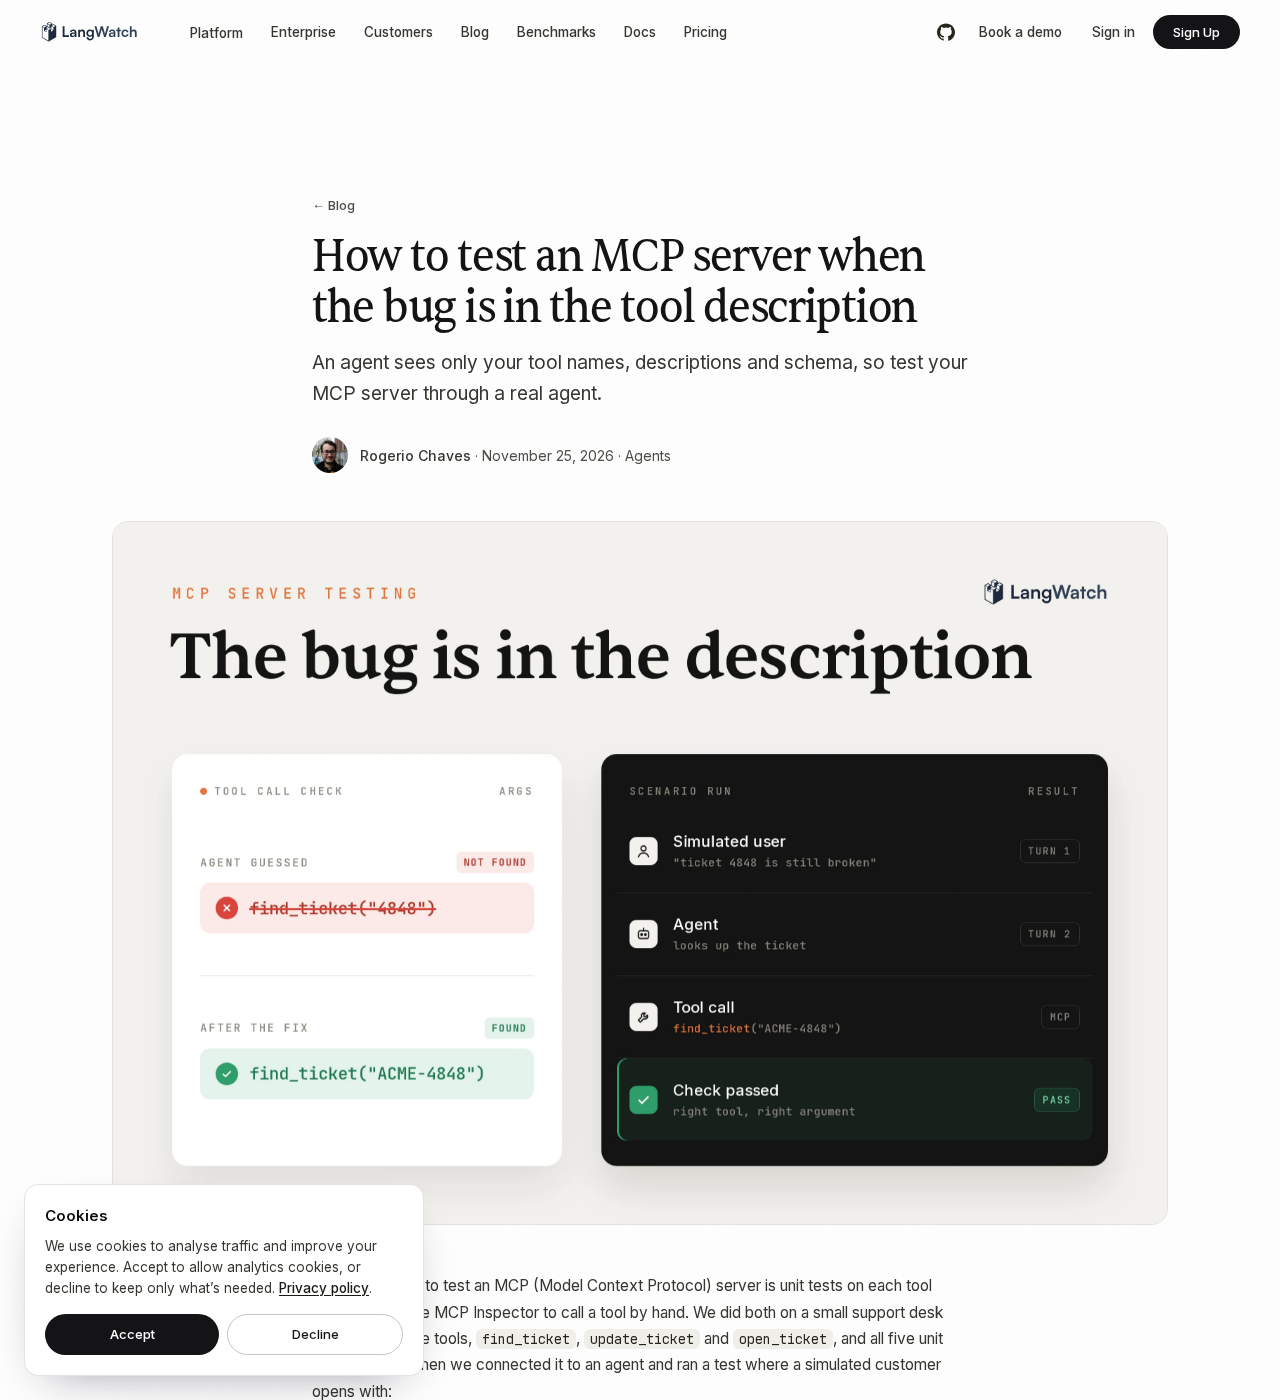 LangWatch
Platform
Enterprise
Customers
Blog
Benchmarks
Docs
Pricing
Book a demo
Sign in
Sign Up
← Blog
How to test an MCP server when
the bug is in the tool description
An agent sees only your tool names, descriptions and schema, so test your
MCP server through a real agent.
Rogerio Chaves · November 25, 2026 · Agents
MCP SERVER TESTING
LangWatch
The bug is in the description
TOOL CALL CHECK
ARGS
AGENT GUESSED
NOT FOUND
find_ticket("4848")
AFTER THE FIX
FOUND
find_ticket("ACME-4848")
SCENARIO RUN
RESULT
Simulated user
TURN 1
"ticket 4848 is still broken"
Agent
TURN 2
looks up the ticket
Tool call
MCP
find_ticket("ACME-4848")
Check passed
PASS
right tool, right argument
Cookies
We use cookies to analyse traffic and improve your
experience. Accept to allow analytics cookies, or
decline to keep only what's needed. Privacy policy.
Accept
Decline
to test an MCP (Model Context Protocol) server is unit tests on each tool
MCP Inspector to call a tool by hand. We did both on a small support desk
tools, find_ticket, update_ticket and open_ticket, and all five unit
we connected it to an agent and ran a test where a simulated customer
opens with: